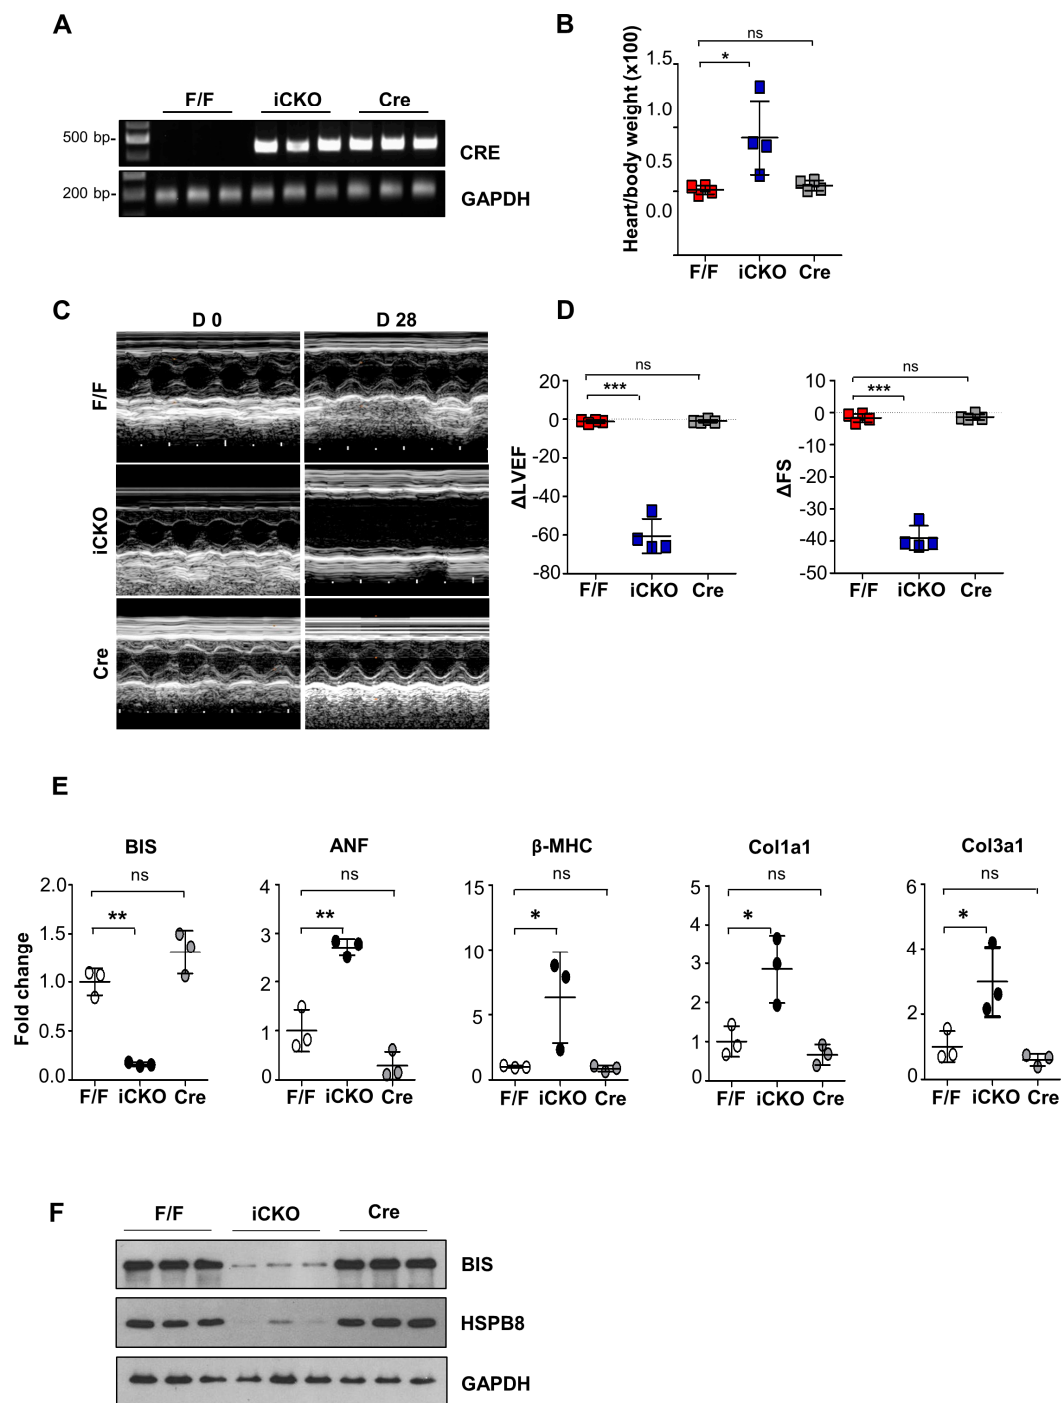 A
F/F iCKO Cre
500 bp-
CRE
200 bp-
GAPDH
B
ns
*
Heart/body weight (x100)
1.5
1.0
0.5
0.0
F/F iCKO Cre
C
D 0 D 28
F/F
iCKO
Cre
D
ns
***
ΔLVEF
20
0
-20
-40
-60
-80
F/F iCKO Cre
ns
***
ΔFS
10
0
-10
-20
-30
-40
-50
F/F iCKO Cre
E
BIS
ns
**
Fold change
2.0
1.5
1.0
0.5
0.0
F/F iCKO Cre
ANF
ns
**
4
3
2
1
0
F/F iCKO Cre
β-MHC
ns
*
15
10
5
0
F/F iCKO Cre
Col1a1
ns
*
5
4
3
2
1
0
F/F iCKO Cre
Col3a1
ns
*
6
4
2
0
F/F iCKO Cre
F
F/F iCKO Cre
BIS
HSPB8
GAPDH